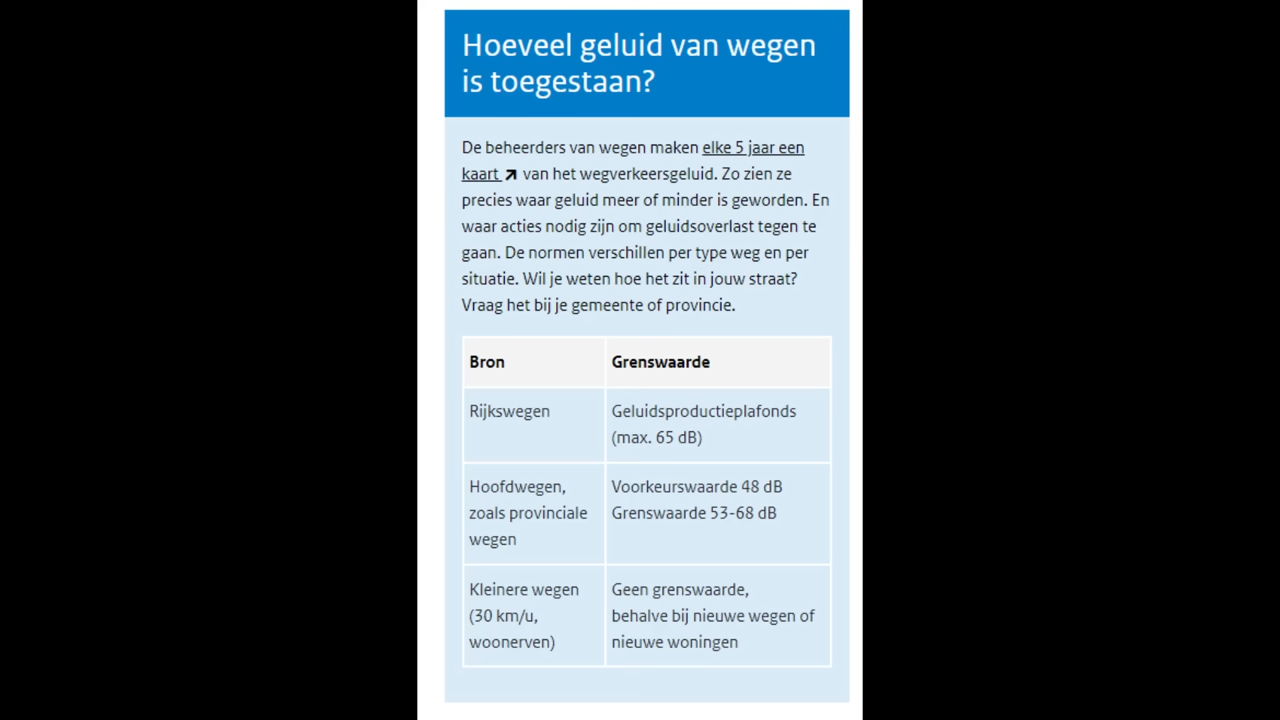 Hoeveel geluid van wegen
is toegestaan?
De beheerders van wegen maken elke 5 jaar een
kaart van het wegverkeersgeluid. Zo zien ze
precies waar geluid meer of minder is geworden. En
waar acties nodig zijn om geluidsoverlast tegen te
gaan. De normen verschillen per type weg en per
situatie. Wil je weten hoe het zit in jouw straat?
Vraag het bij je gemeente of provincie.
Bron
Grenswaarde
Rijkswegen
Geluidsproductieplafonds
(max. 65 dB)
Hoofdwegen,
zoals provinciale
wegen
Voorkeurswaarde 48 dB
Grenswaarde 53-68 dB
Kleinere wegen
(30 km/u,
woonerven)
Geen grenswaarde,
behalve bij nieuwe wegen of
nieuwe woningen